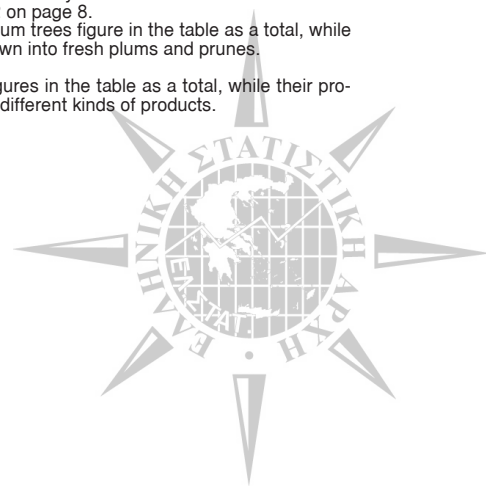 on page 8.
um trees figure in the table as a total, while
wn into fresh plums and prunes.
gures in the table as a total, while their pro-
different kinds of products.
ΕΛΛΗΝΙΚΗ ΣΤΑΤΙΣΤΙΚΗ ΑΡΧΗ
ΕΛΣΤΑΤ.